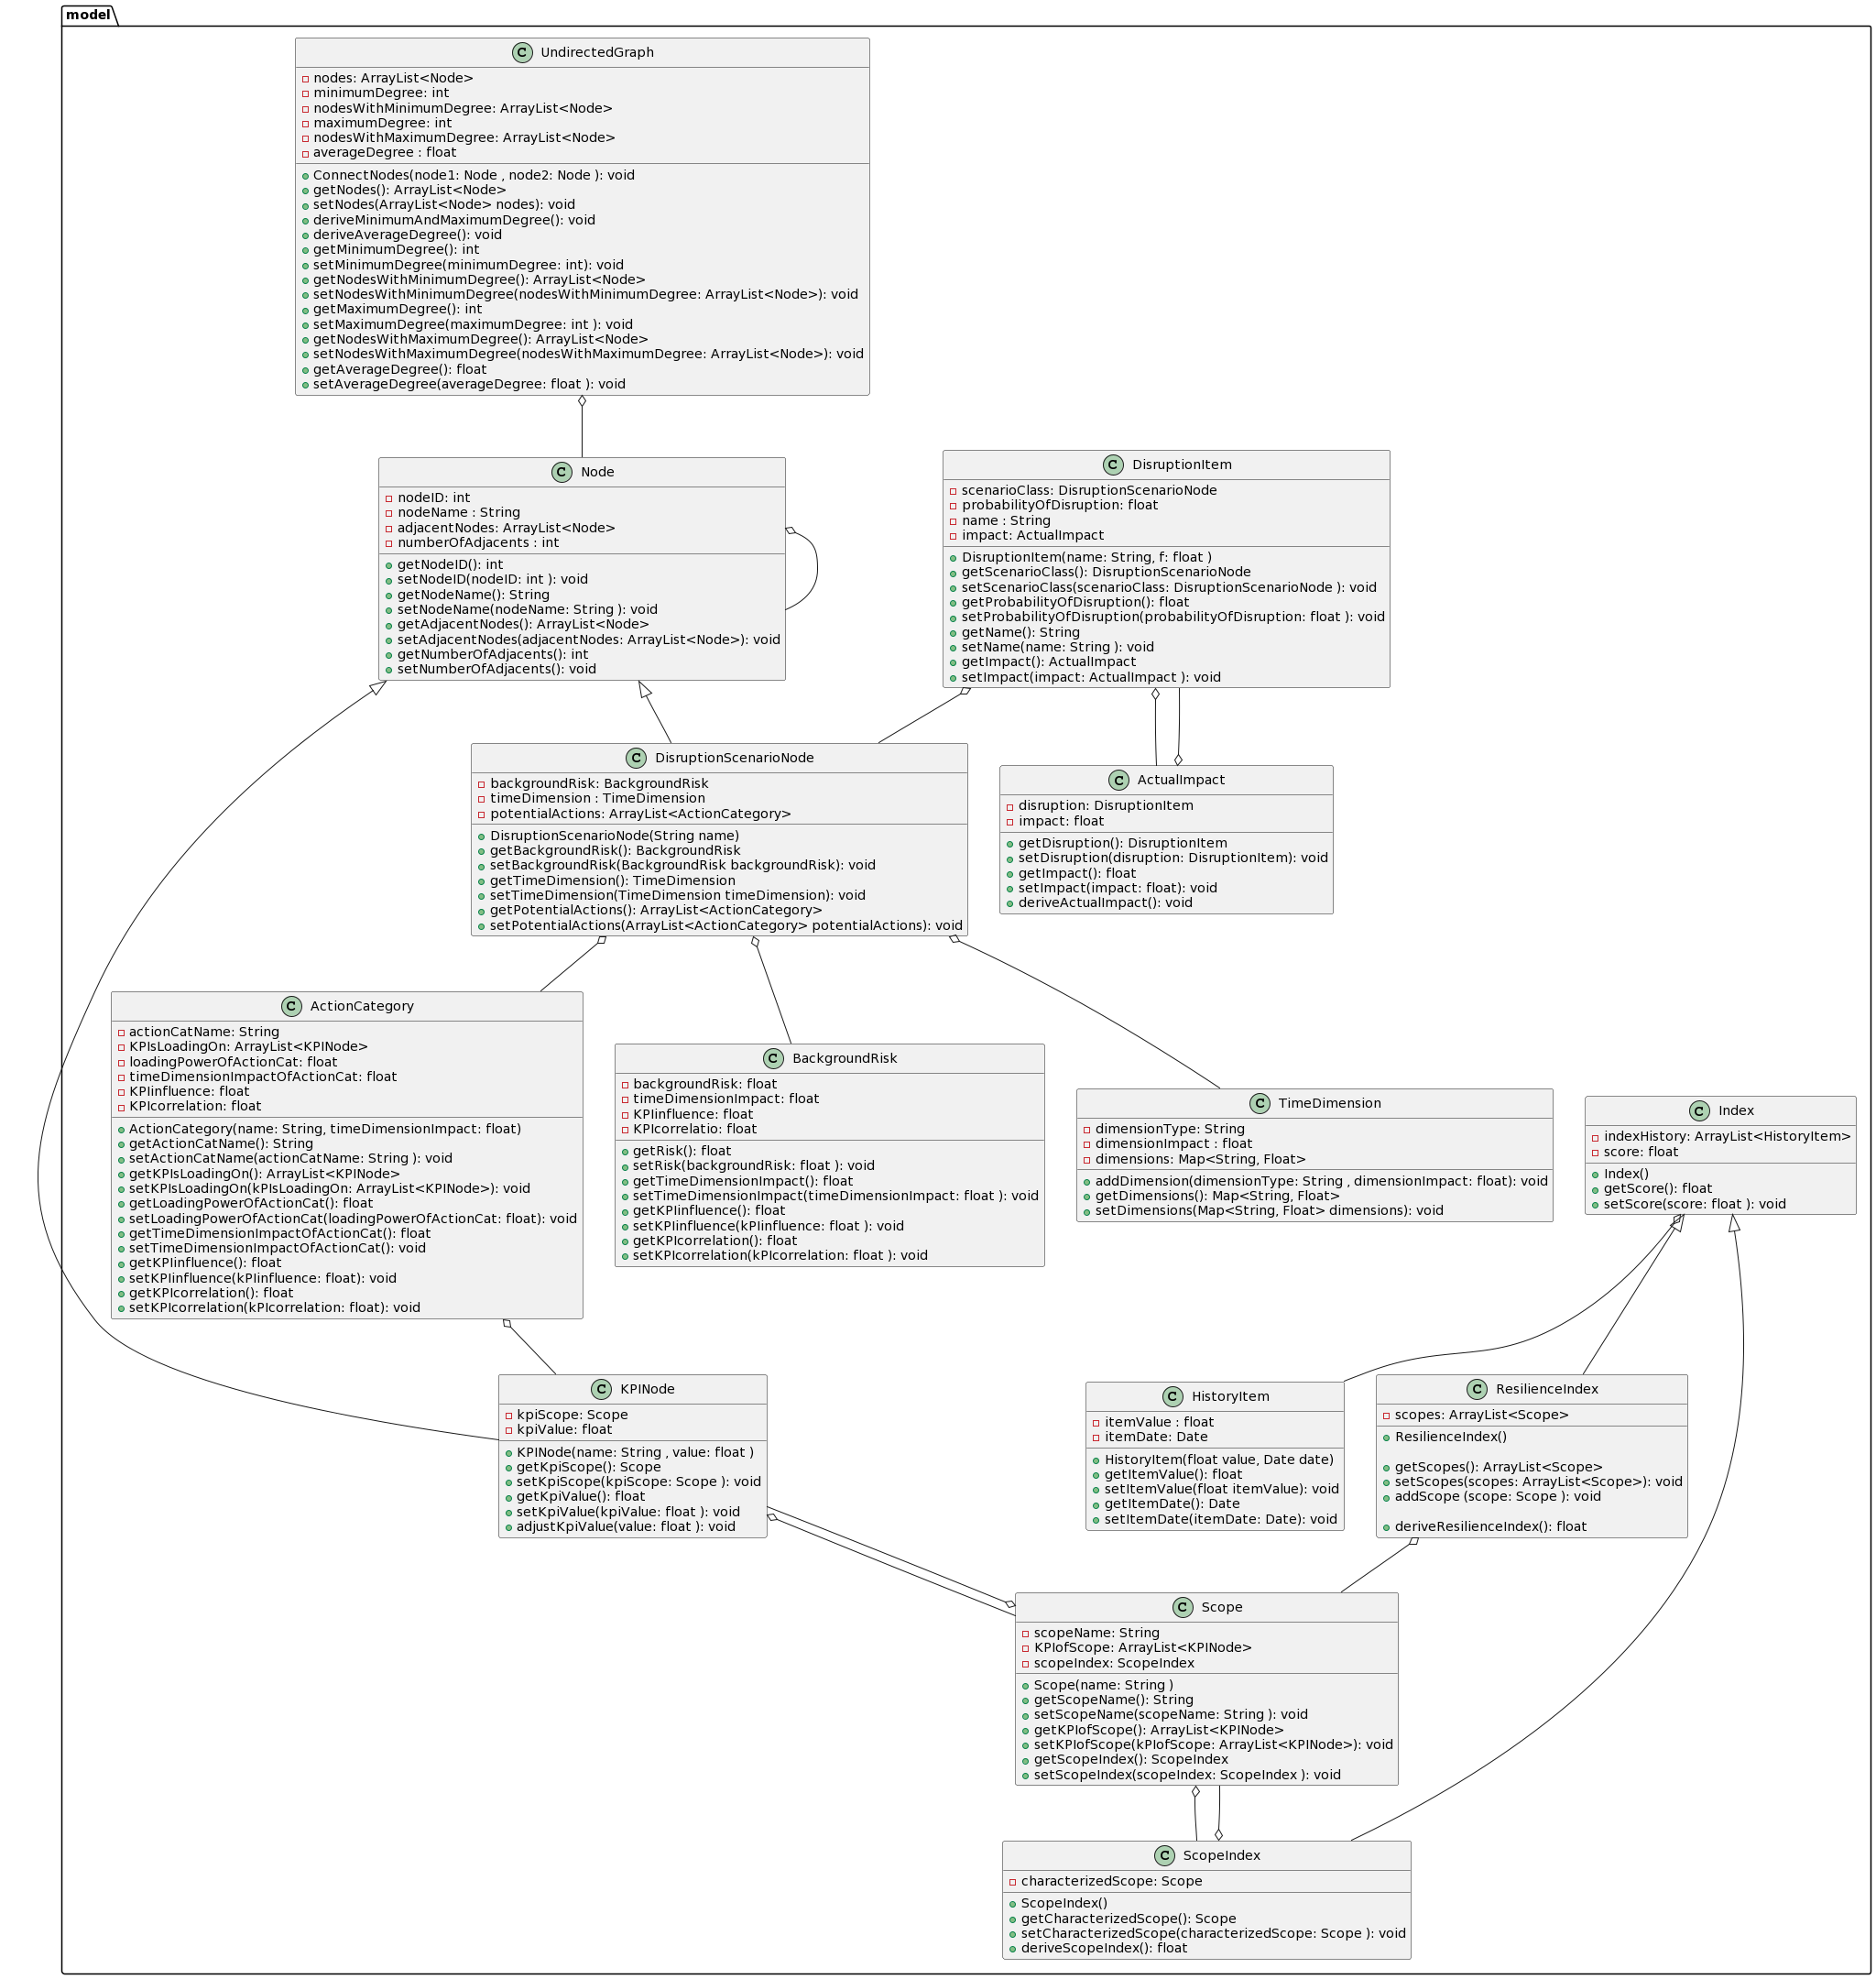 model
UndirectedGraph
nodes: ArrayList<Node>
minimumDegree: int
nodesWithMinimumDegree: ArrayList<Node>
maximumDegree: int
nodesWithMaximumDegree: ArrayList<Node>
averageDegree : float
ConnectNodes(node1: Node , node2: Node ): void
getNodes(): ArrayList<Node>
setNodes(ArrayList<Node> nodes): void
deriveMinimumAndMaximumDegree(): void
deriveAverageDegree(): void
getMinimumDegree(): int
setMinimumDegree(minimumDegree: int): void
getNodesWithMinimumDegree(): ArrayList<Node>
setNodesWithMinimumDegree(nodesWithMinimumDegree: ArrayList<Node>): void
getMaximumDegree(): int
setMaximumDegree(maximumDegree: int ): void
getNodesWithMaximumDegree(): ArrayList<Node>
setNodesWithMaximumDegree(nodesWithMaximumDegree: ArrayList<Node>): void
getAverageDegree(): float
setAverageDegree(averageDegree: float ): void
Node
nodeID: int
nodeName : String
adjacentNodes: ArrayList<Node>
numberOfAdjacents : int
getNodeID(): int
setNodeID(nodeID: int ): void
getNodeName(): String
setNodeName(nodeName: String ): void
getAdjacentNodes(): ArrayList<Node>
setAdjacentNodes(adjacentNodes: ArrayList<Node>): void
getNumberOfAdjacents(): int
setNumberOfAdjacents(): void
DisruptionItem
scenarioClass: DisruptionScenarioNode
probabilityOfDisruption: float
name : String
impact: ActualImpact
DisruptionItem(name: String, f: float )
getScenarioClass(): DisruptionScenarioNode
setScenarioClass(scenarioClass: DisruptionScenarioNode ): void
getProbabilityOfDisruption(): float
setProbabilityOfDisruption(probabilityOfDisruption: float ): void
getName(): String
setName(name: String ): void
getImpact(): ActualImpact
setImpact(impact: ActualImpact ): void
DisruptionScenarioNode
backgroundRisk: BackgroundRisk
timeDimension : TimeDimension
potentialActions: ArrayList<ActionCategory>
DisruptionScenarioNode(String name)
getBackgroundRisk(): BackgroundRisk
setBackgroundRisk(BackgroundRisk backgroundRisk): void
getTimeDimension(): TimeDimension
setTimeDimension(TimeDimension timeDimension): void
getPotentialActions(): ArrayList<ActionCategory>
setPotentialActions(ArrayList<ActionCategory> potentialActions): void
ActualImpact
disruption: DisruptionItem
impact: float
getDisruption(): DisruptionItem
setDisruption(disruption: DisruptionItem): void
getImpact(): float
setImpact(impact: float): void
deriveActualImpact(): void
ActionCategory
actionCatName: String
KPIsLoadingOn: ArrayList<KPINode>
loadingPowerOfActionCat: float
timeDimensionImpactOfActionCat: float
KPIinfluence: float
KPIcorrelation: float
ActionCategory(name: String, timeDimensionImpact: float)
getActionCatName(): String
setActionCatName(actionCatName: String ): void
getKPIsLoadingOn(): ArrayList<KPINode>
setKPIsLoadingOn(kPIsLoadingOn: ArrayList<KPINode>): void
getLoadingPowerOfActionCat(): float
setLoadingPowerOfActionCat(loadingPowerOfActionCat: float): void
getTimeDimensionImpactOfActionCat(): float
setTimeDimensionImpactOfActionCat(): void
getKPIinfluence(): float
setKPIinfluence(kPIinfluence: float): void
getKPIcorrelation(): float
setKPIcorrelation(kPIcorrelation: float): void
BackgroundRisk
backgroundRisk: float
timeDimensionImpact: float
KPIinfluence: float
KPIcorrelatio: float
getRisk(): float
setRisk(backgroundRisk: float ): void
getTimeDimensionImpact(): float
setTimeDimensionImpact(timeDimensionImpact: float ): void
getKPIinfluence(): float
setKPIinfluence(kPIinfluence: float ): void
getKPIcorrelation(): float
setKPIcorrelation(kPIcorrelation: float ): void
TimeDimension
dimensionType: String
dimensionImpact : float
dimensions: Map<String, Float>
addDimension(dimensionType: String , dimensionImpact: float): void
getDimensions(): Map<String, Float>
setDimensions(Map<String, Float> dimensions): void
Index
indexHistory: ArrayList<HistoryItem>
score: float
Index()
getScore(): float
setScore(score: float ): void
KPINode
kpiScope: Scope
kpiValue: float
KPINode(name: String , value: float )
getKpiScope(): Scope
setKpiScope(kpiScope: Scope ): void
getKpiValue(): float
setKpiValue(kpiValue: float ): void
adjustKpiValue(value: float ): void
HistoryItem
itemValue : float
itemDate: Date
HistoryItem(float value, Date date)
getItemValue(): float
setItemValue(float itemValue): void
getItemDate(): Date
setItemDate(itemDate: Date): void
ResilienceIndex
scopes: ArrayList<Scope>
ResilienceIndex()
getScopes(): ArrayList<Scope>
setScopes(scopes: ArrayList<Scope>): void
addScope (scope: Scope ): void
deriveResilienceIndex(): float
Scope
scopeName: String
KPIofScope: ArrayList<KPINode>
scopeIndex: ScopeIndex
Scope(name: String )
getScopeName(): String
setScopeName(scopeName: String ): void
getKPIofScope(): ArrayList<KPINode>
setKPIofScope(kPIofScope: ArrayList<KPINode>): void
getScopeIndex(): ScopeIndex
setScopeIndex(scopeIndex: ScopeIndex ): void
ScopeIndex
characterizedScope: Scope
ScopeIndex()
getCharacterizedScope(): Scope
setCharacterizedScope(characterizedScope: Scope ): void
deriveScopeIndex(): float